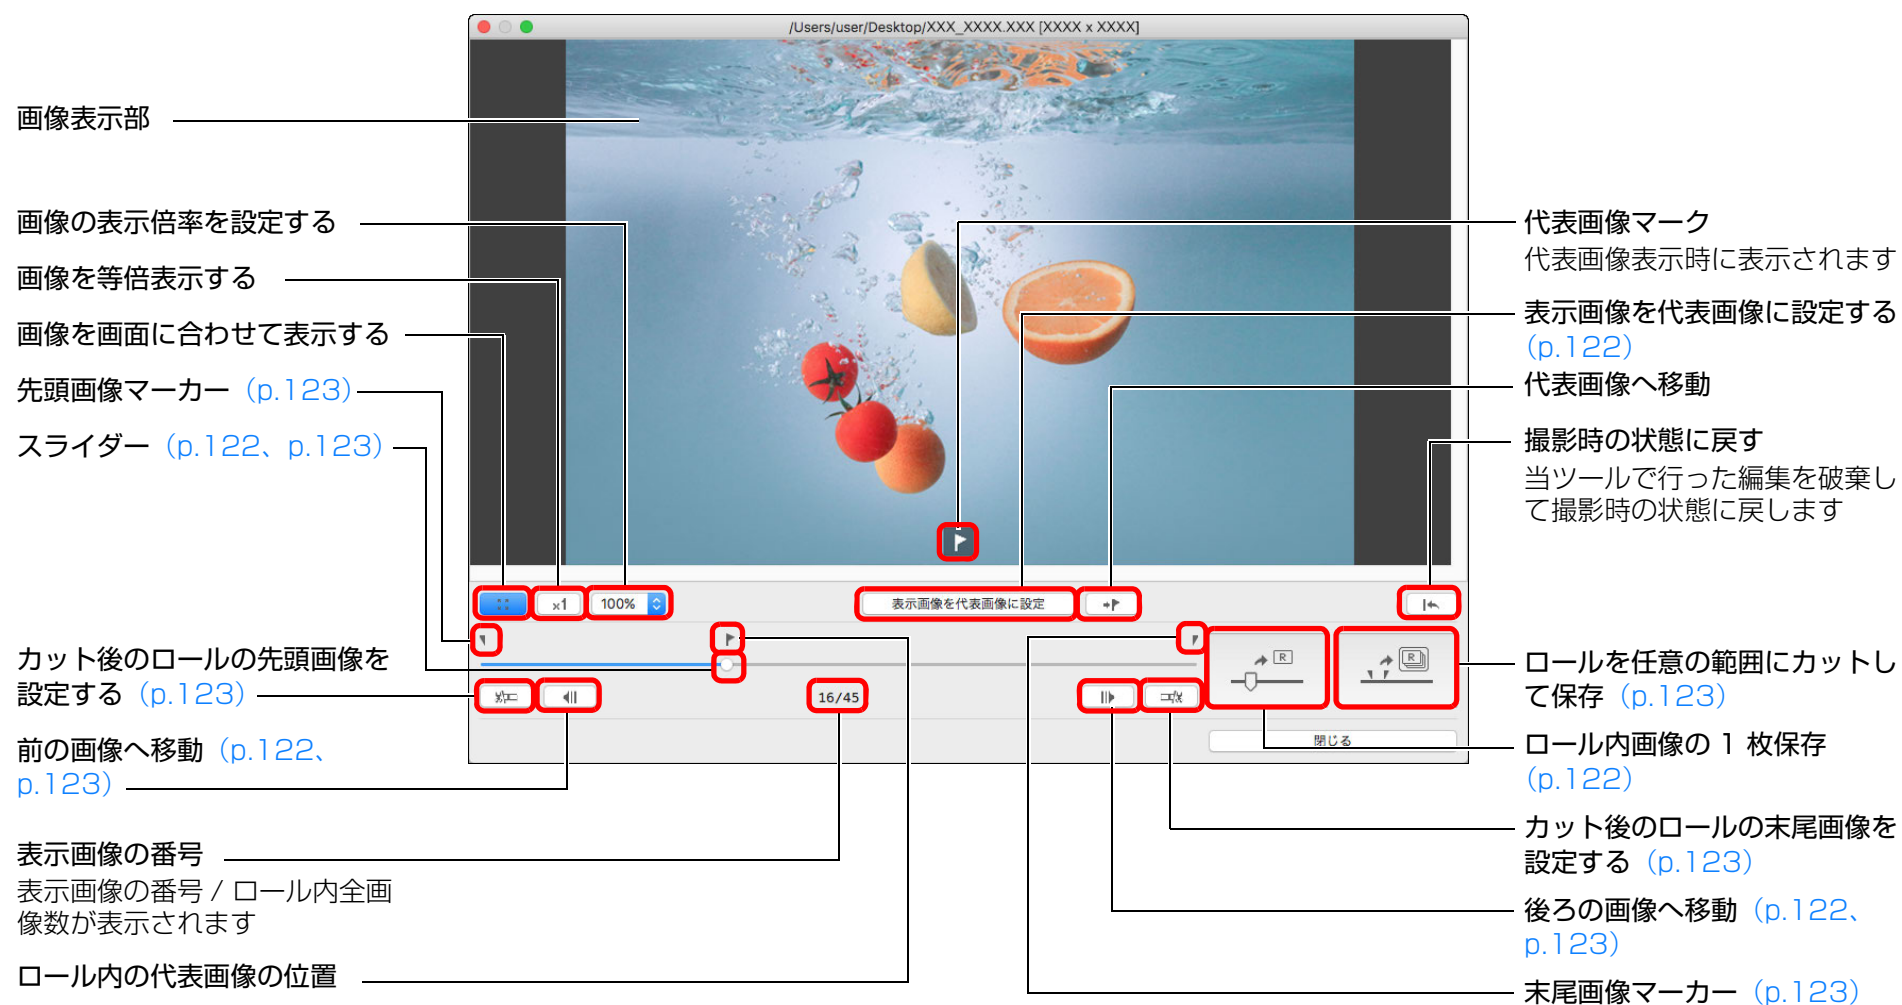 /Users/user/Desktop/XXX_XXXX.XXX [XXXX x XXXX]
画像表示部
画像の表示倍率を設定する
画像を等倍表示する
画像を画面に合わせて表示する
先頭画像マーカー（p.123）
スライダー（p.122、p.123）
カット後のロールの先頭画像を
設定する（p.123）
前の画像へ移動（p.122、
p.123）
表示画像の番号
表示画像の番号 / ロール内全画
像数が表示されます
ロール内の代表画像の位置
×1
100%
表示画像を代表画像に設定
16/45
R
R
閉じる
代表画像マーク
代表画像表示時に表示されます
表示画像を代表画像に設定する
（p.122）
代表画像へ移動
撮影時の状態に戻す
当ツールで行った編集を破棄し
て撮影時の状態に戻します
ロールを任意の範囲にカットし
て保存（p.123）
ロール内画像の 1 枚保存
（p.122）
カット後のロールの末尾画像を
設定する（p.123）
後ろの画像へ移動（p.122、
p.123）
末尾画像マーカー（p.123）